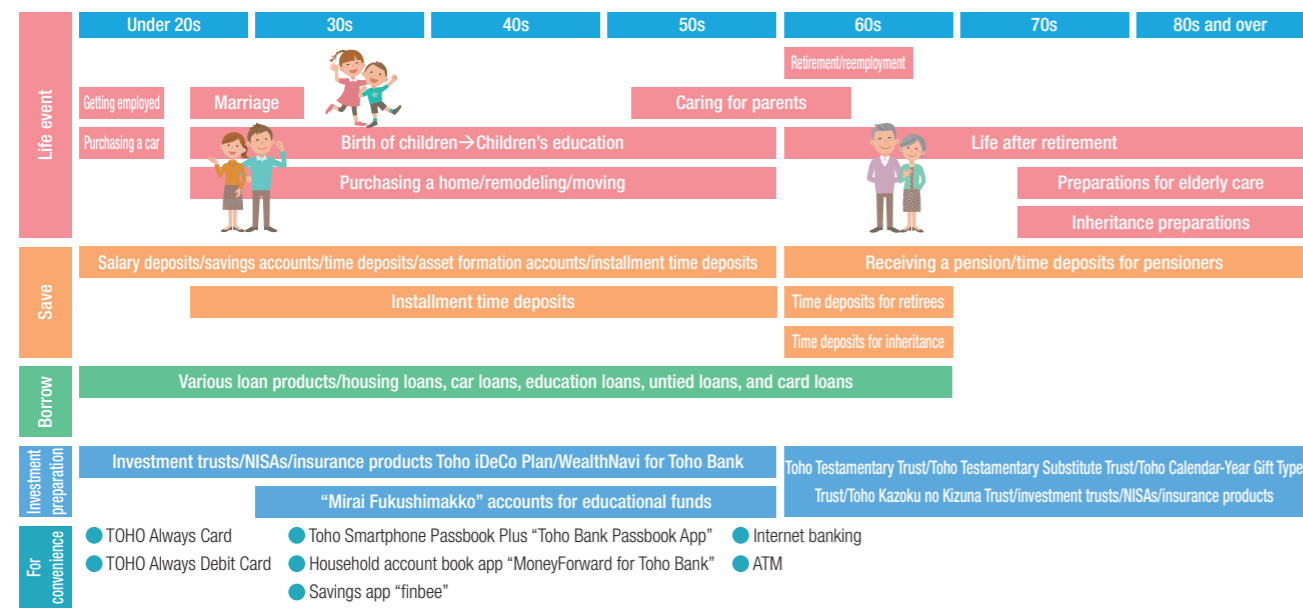 Under 20s
30s
40s
50s
60s
70s
80s and over
Life event
Retirement/reemployment
Getting employed
Marriage
Caring for parents
Purchasing a car
Birth of children→Children's education
Life after retirement
Purchasing a home/remodeling/moving
Preparations for elderly care
Inheritance preparations
Save
Salary deposits/savings accounts/time deposits/asset formation accounts/installment time deposits
Receiving a pension/time deposits for pensioners
Installment time deposits
Time deposits for retirees
Time deposits for inheritance
Borrow
Various loan products/housing loans, car loans, education loans, untied loans, and card loans
Investment
preparation
Investment trusts/NISAs/insurance products Toho iDeCo Plan/WealthNavi for Toho Bank
"Mirai Fukushimakko" accounts for educational funds
Toho Testamentary Trust/Toho Testamentary Substitute Trust/Toho Calendar-Year Gift Type
Trust/Toho Kazoku no Kizuna Trust/investment trusts/NISAs/insurance products
For
convenience
TOHO Always Card
TOHO Always Debit Card
Toho Smartphone Passbook Plus "Toho Bank Passbook App"
Household account book app "MoneyForward for Toho Bank"
Savings app "finbee"
Internet banking
ATM